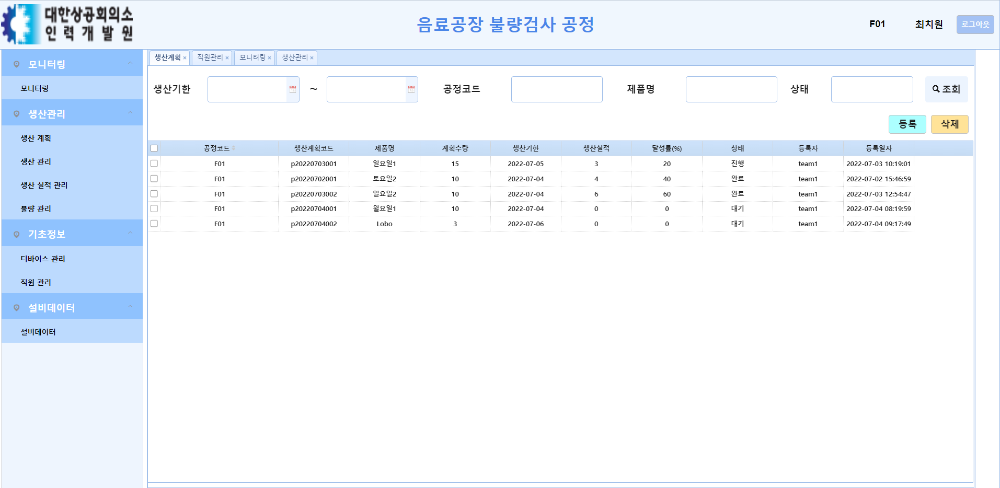 대한상공회의소
인력개발원
음료공장 불량검사 공정
F01 최치원 로그아웃
모니터링
모니터링
생산관리
생산 계획
생산 관리
생산 실적 관리
불량 관리
기초정보
디바이스 관리
직원 관리
설비데이터
설비데이터
생산계획 × 직원관리 × 모니터링 × 생산관리 ×
생산기한 ~ 공정코드 제품명 상태 조회
등록 삭제
공정코드 생산계획코드 제품명 계획수량 생산기한 생산실적 달성률(%) 상태 등록자 등록일자
F01 p20220703001 일요일1 15 2022-07-05 3 20 진행 team1 2022-07-03 10:19:01
F01 p20220702001 토요일2 10 2022-07-04 4 40 완료 team1 2022-07-02 15:46:59
F01 p20220703002 일요일2 10 2022-07-04 6 60 완료 team1 2022-07-03 12:54:47
F01 p20220704001 월요일1 10 2022-07-04 0 0 대기 team1 2022-07-04 08:19:59
F01 p20220704002 Lobo 3 2022-07-06 0 0 대기 team1 2022-07-04 09:17:49